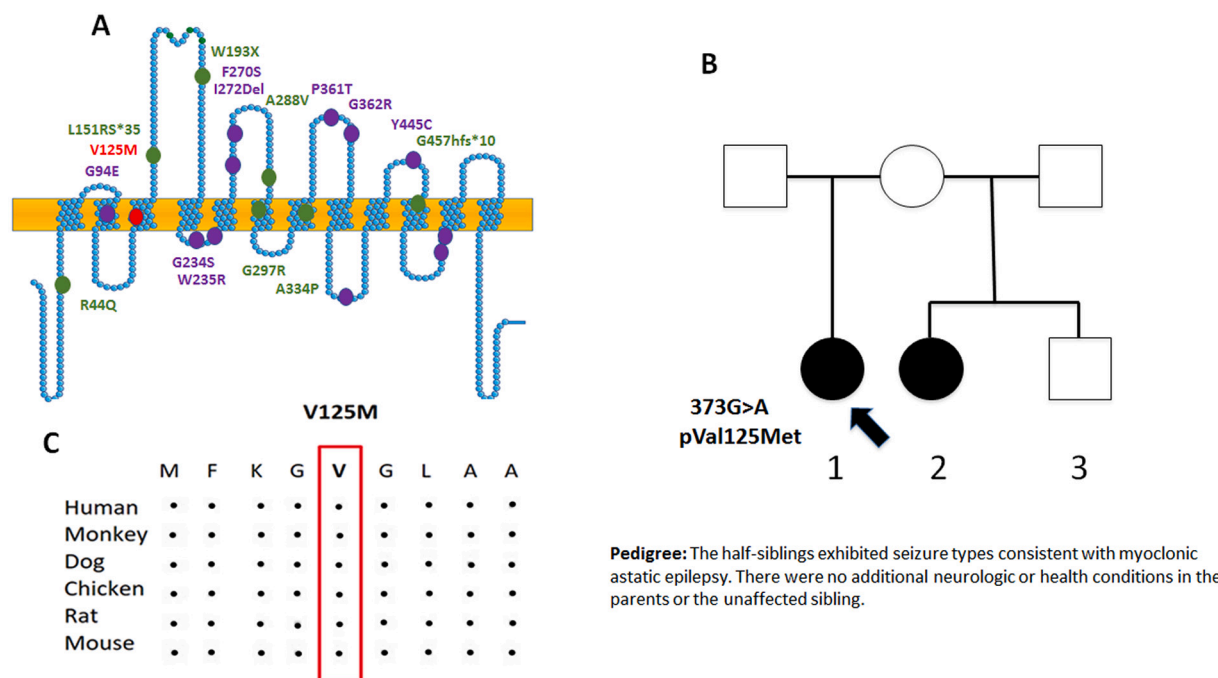 A
W193X
F270S
I272Del
A288V
P361T
G362R
Y445C
G457hfs*10
L151RS*35
V125M
G94E
G234S
W235R
G297R
A334P
R44Q
B
373G>A
pVal125Met
1 2 3
Pedigree: The half-siblings exhibited seizure types consistent with myoclonic
astatic epilepsy. There were no additional neurologic or health conditions in the
parents or the unaffected sibling.
V125M
C
M F K G V G L A A
Human
Monkey
Dog
Chicken
Rat
Mouse